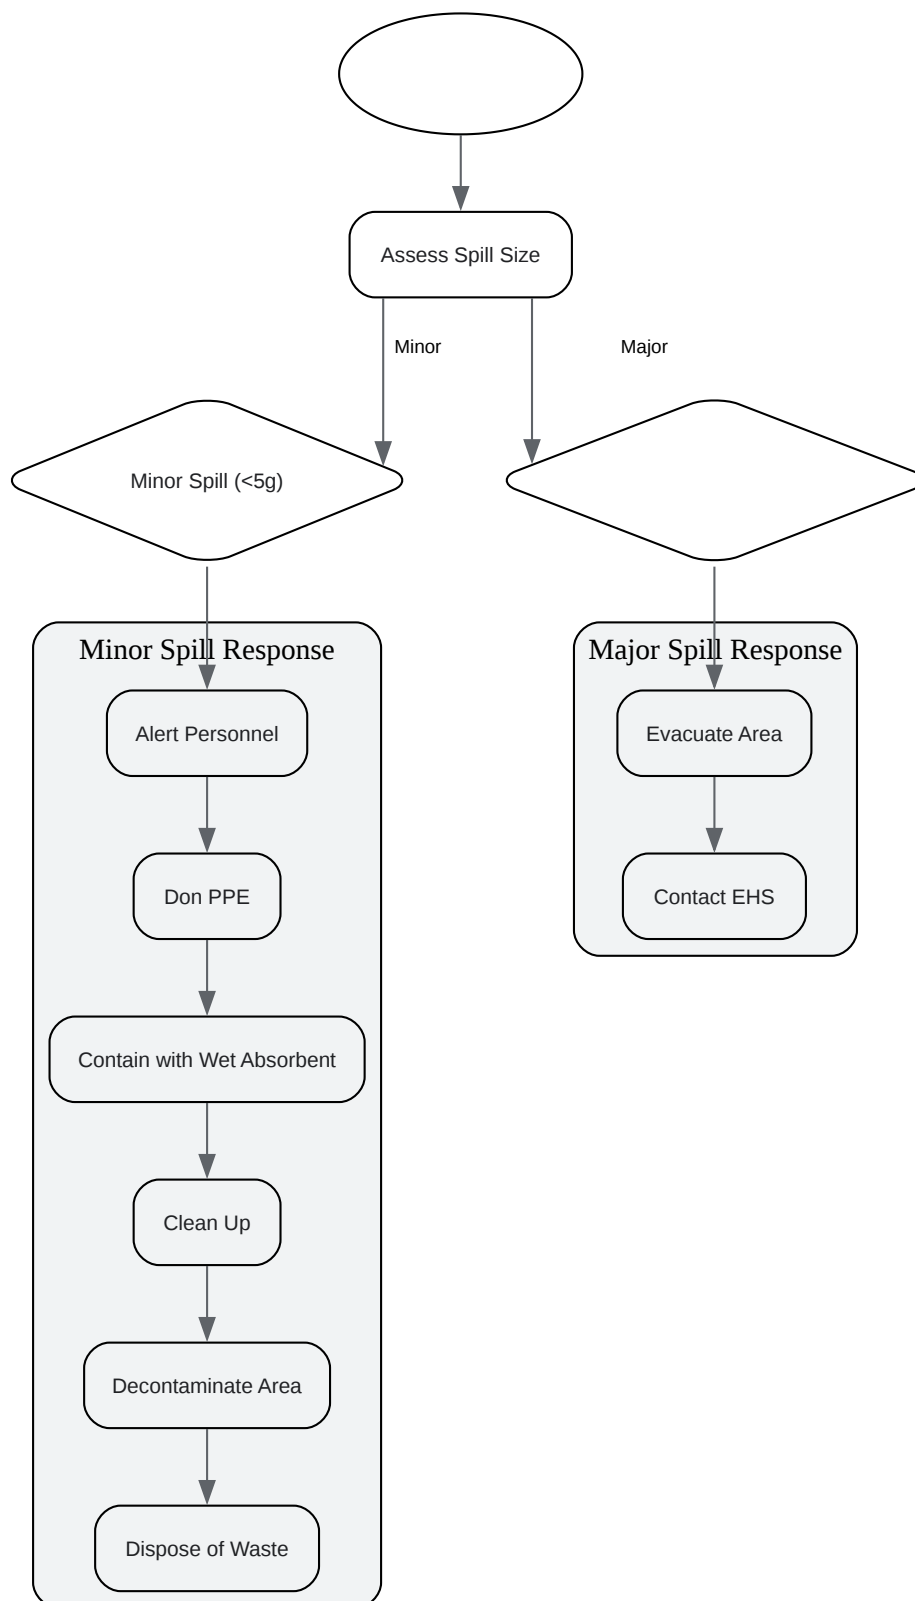 Assess Spill Size
Minor
Major
Minor Spill (<5g)
Minor Spill Response
Alert Personnel
Don PPE
Contain with Wet Absorbent
Clean Up
Decontaminate Area
Dispose of Waste
Major Spill Response
Evacuate Area
Contact EHS